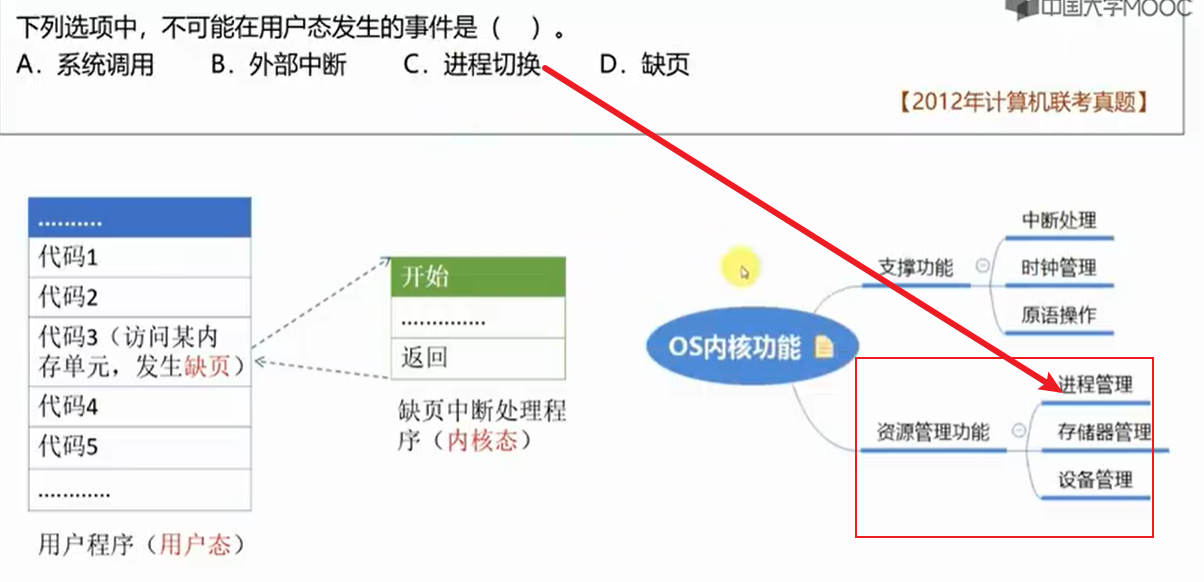 中国大学MOOC
下列选项中，不可能在用户态发生的事件是（ ）。
A．系统调用 B．外部中断 C．进程切换 D．缺页
【2012年计算机联考真题】
..........
代码1
代码2
代码3（访问某内
存单元，发生缺页）
代码4
代码5
............
用户程序（用户态）
开始
..............
返回
缺页中断处理程
序（内核态）
OS内核功能
支撑功能
中断处理
时钟管理
原语操作
资源管理功能
进程管理
存储器管理
设备管理